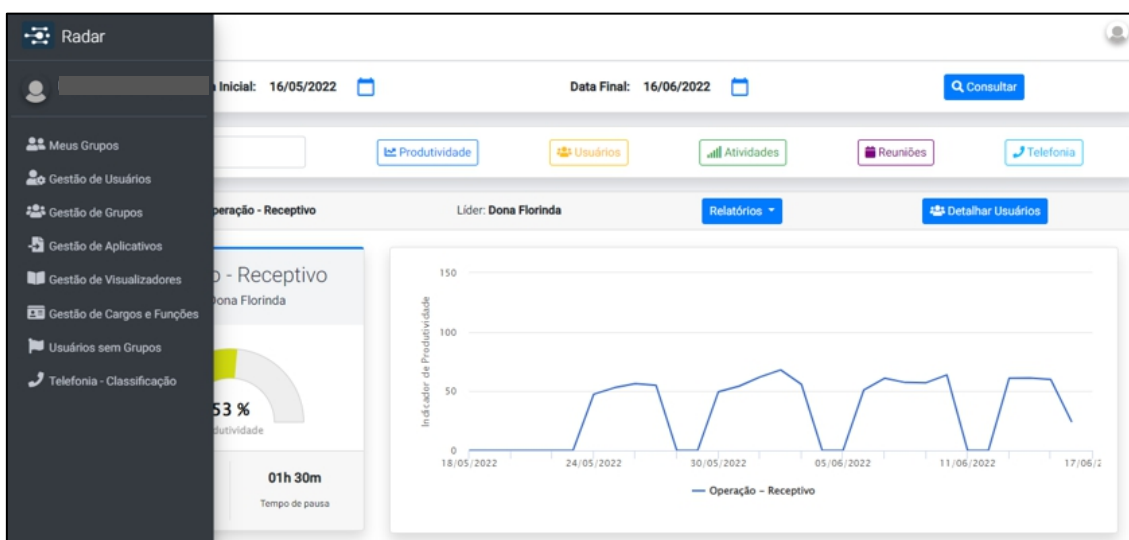 Radar
Meus Grupos
Gestão de Usuários
Gestão de Grupos
Gestão de Aplicativos
Gestão de Visualizadores
Gestão de Cargos e Funções
Usuários sem Grupos
Telefonia - Classificação
Inicial: 16/05/2022
Data Final: 16/06/2022
Consultar
Produtividade
Usuários
Atividades
Reuniões
Telefonia
peração - Receptivo
Líder: Dona Florinda
Relatórios
Detalhar Usuários
o - Receptivo
Dona Florinda
53 %
dutividade
01h 30m
Tempo de pausa
Indicador de Produtividade
150
100
50
0
18/05/2022 24/05/2022 30/05/2022 05/06/2022 11/06/2022 17/06/2
Operação – Receptivo